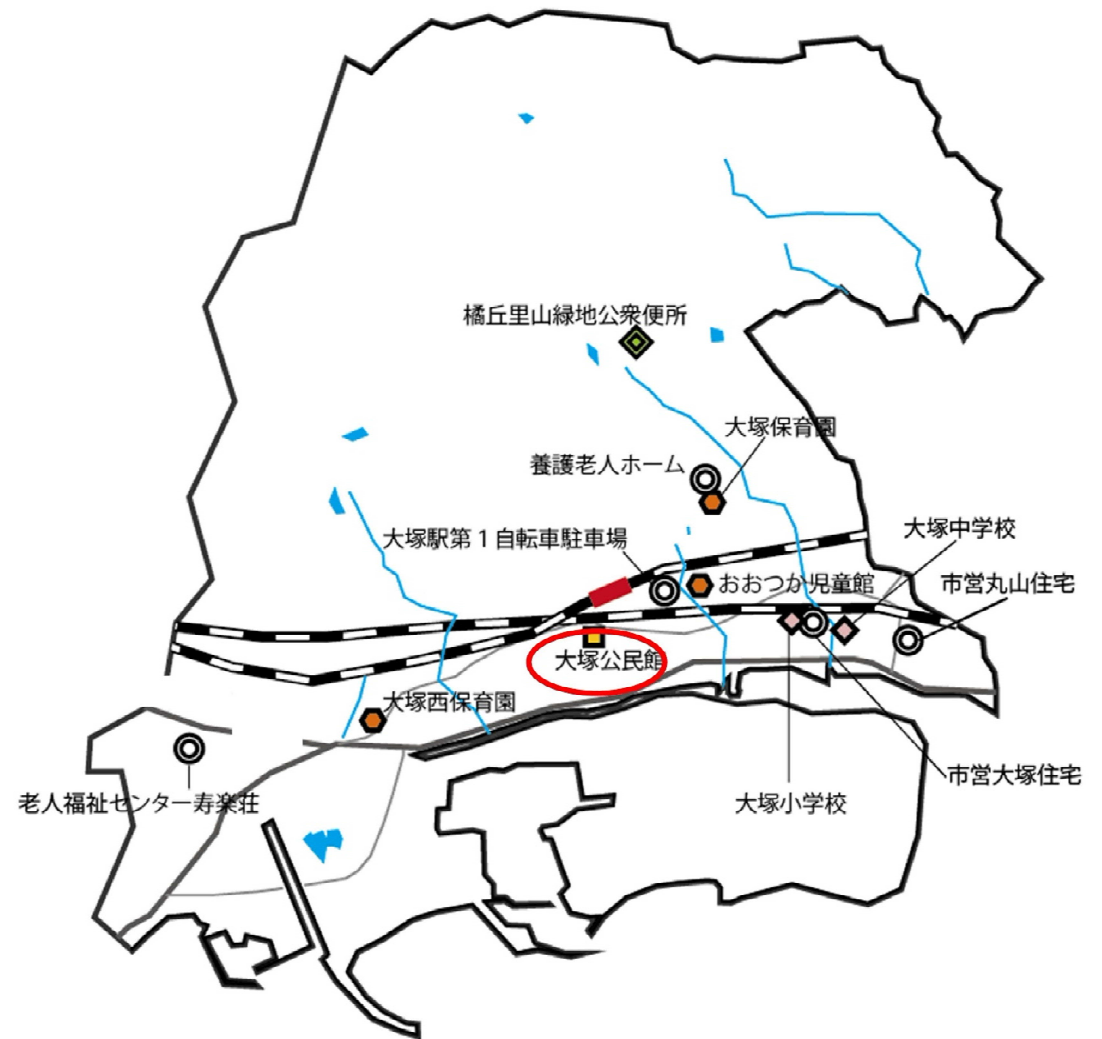 橘丘里山緑地公衆便所
大塚保育園
養護老人ホーム
大塚中学校
大塚駅第１自転車駐車場
おおつか児童館
市営丸山住宅
大塚公民館
大塚西保育園
市営大塚住宅
老人福祉センター寿楽荘
大塚小学校